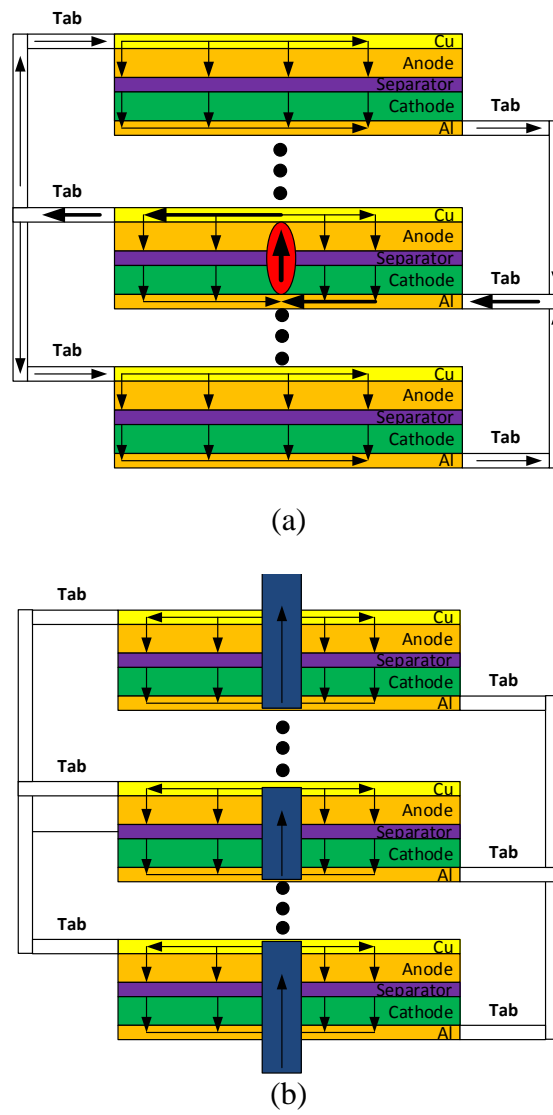 Tab
Cu
Anode
Separator
Cathode
Al
Tab
Tab
Cu
Anode
Separator
Cathode
Al
Tab
Tab
Cu
Anode
Separator
Cathode
Al
Tab
(a)
Tab
Cu
Anode
Separator
Cathode
Al
Tab
Tab
Cu
Anode
Separator
Cathode
Al
Tab
Tab
Cu
Anode
Separator
Cathode
Al
Tab
(b)